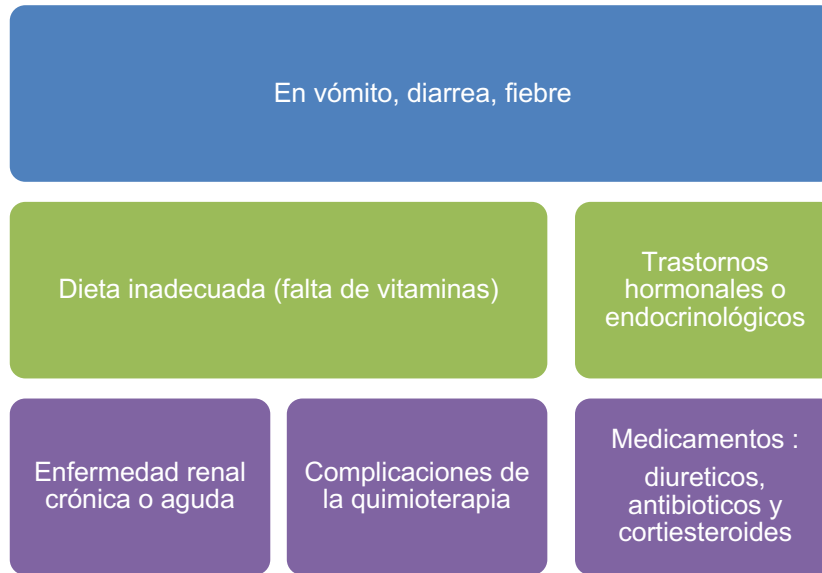 En vómito, diarrea, fiebre
Dieta inadecuada (falta de vitaminas)
Trastornos
hormonales o
endocrinológicos
Enfermedad renal
crónica o aguda
Complicaciones de
la quimioterapia
Medicamentos :
diureticos,
antibioticos y
cortiesteroides